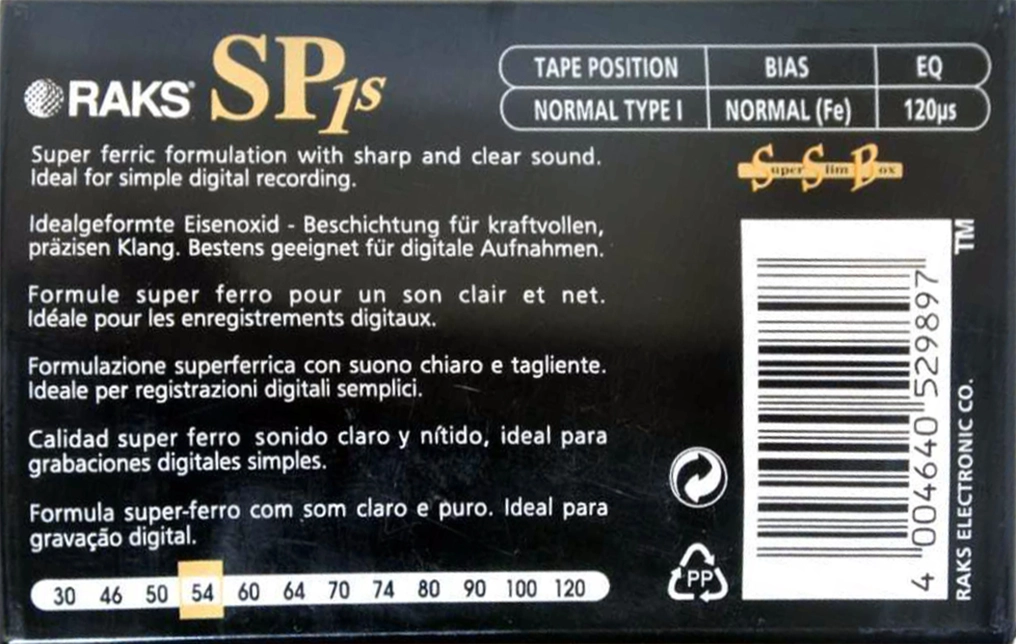 RAKS SP1s
TAPE POSITION BIAS EQ
NORMAL TYPE I NORMAL (Fe) 120µs
Super ferric formulation with sharp and clear sound.
Ideal for simple digital recording.
Super Slim Box
Idealgeformte Eisenoxid - Beschichtung für kraftvollen,
präzisen Klang. Bestens geeignet für digitale Aufnahmen.
Formule super ferro pour un son clair et net.
Idéale pour les enregistrements digitaux.
Formulazione superferrica con suono chiaro e tagliente.
Ideale per registrazioni digitali semplici.
Calidad super ferro sonido claro y nítido, ideal para
grabaciones digitales simples.
Formula super-ferro com som claro e puro. Ideal para
gravação digital.
30 46 50 54 60 64 70 74 80 90 100 120
PP
4 004640 529897
RAKS ELECTRONIC CO.
TM